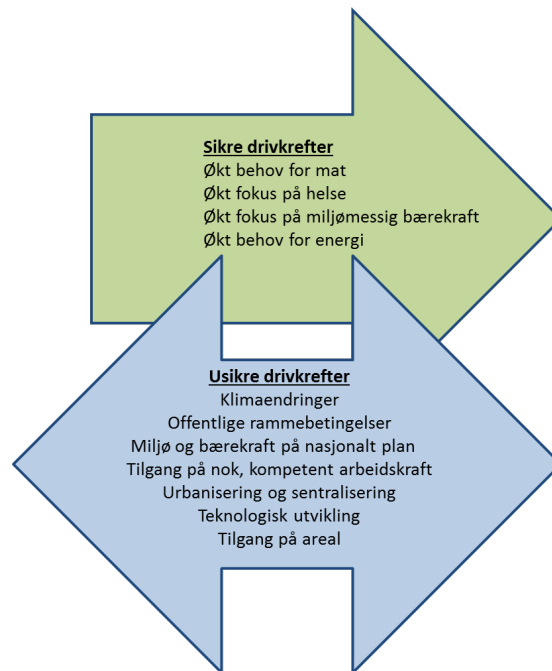 Sikre drivkrefter
Økt behov for mat
Økt fokus på helse
Økt fokus på miljømessig bærekraft
Økt behov for energi
Usikre drivkrefter
Klimaendringer
Offentlige rammebetingelser
Miljø og bærekraft på nasjonalt plan
Tilgang på nok, kompetent arbeidskraft
Urbanisering og sentralisering
Teknologisk utvikling
Tilgang på areal